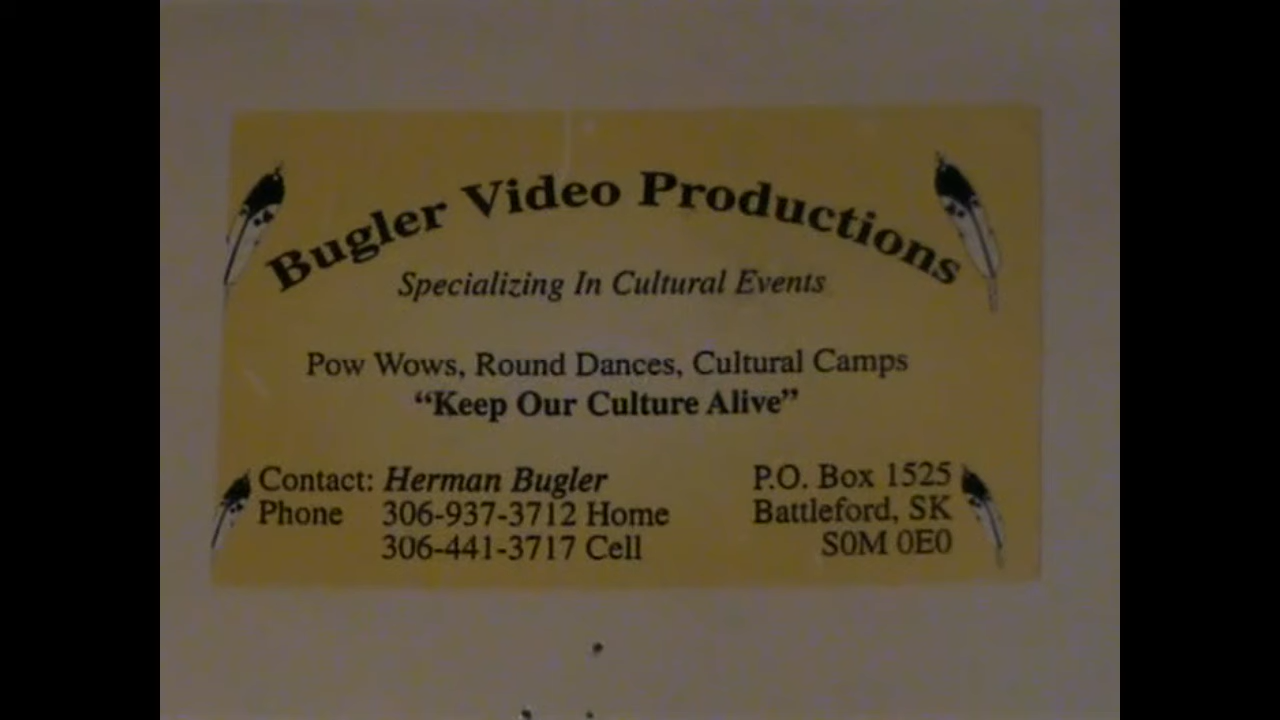 Bugler Video Productions
Specializing In Cultural Events
Pow Wows, Round Dances, Cultural Camps
“Keep Our Culture Alive”
Contact: Herman Bugler
Phone 306-937-3712 Home
306-441-3717 Cell
P.O. Box 1525
Battleford, SK
S0M 0E0